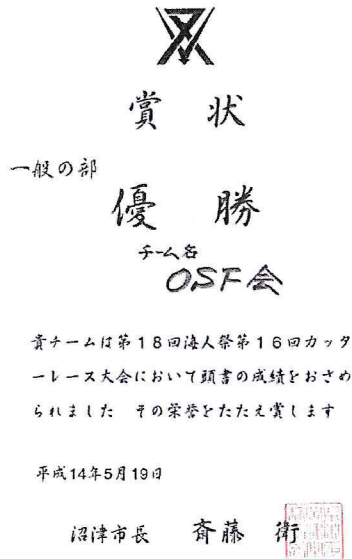 賞状
一般の部
優勝
チーム名
OSF会
貴チームは第18回海人祭第16回カッタ
ーレース大会において頭書の成績をおさめ
られました その栄誉をたたえ賞します
平成14年5月19日
沼津市長 斉藤衛